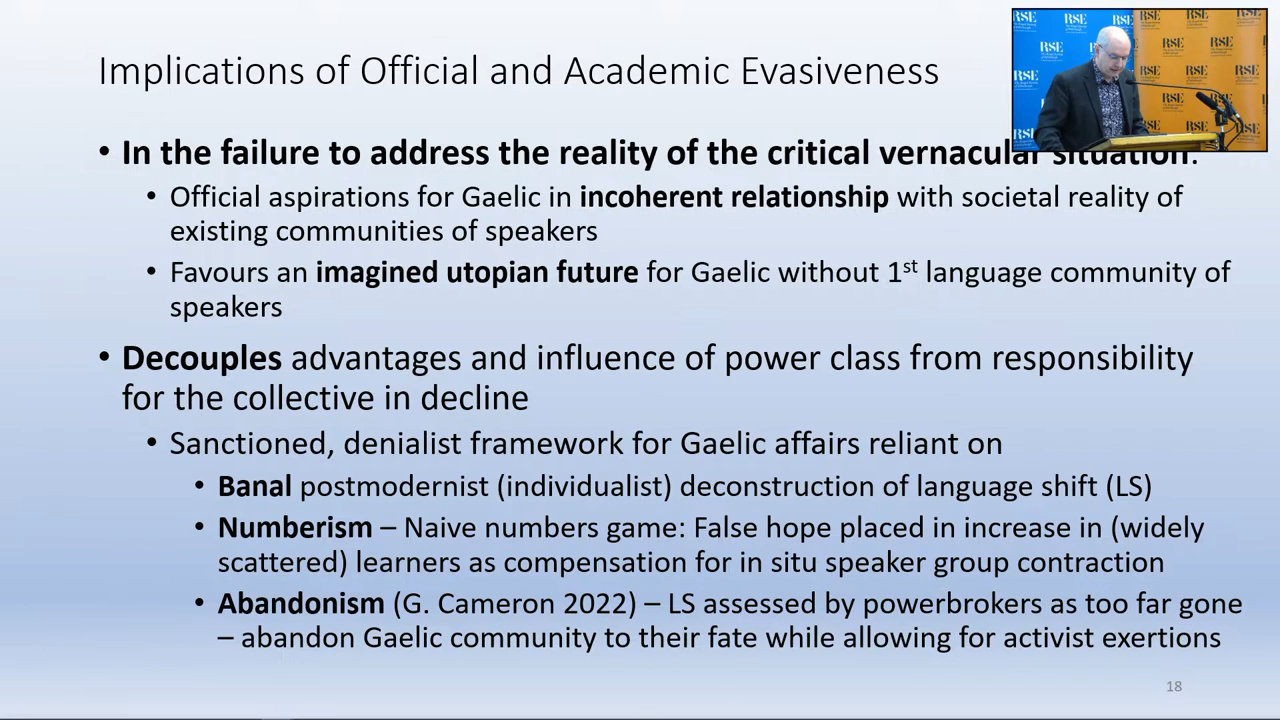 Implications of Official and Academic Evasiveness
• In the failure to address the reality of the critical vernacular situation:
• Official aspirations for Gaelic in incoherent relationship with societal reality of
existing communities of speakers
• Favours an imagined utopian future for Gaelic without 1st language community of
speakers
• Decouples advantages and influence of power class from responsibility
for the collective in decline
• Sanctioned, denialist framework for Gaelic affairs reliant on
• Banal postmodernist (individualist) deconstruction of language shift (LS)
• Numberism – Naive numbers game: False hope placed in increase in (widely
scattered) learners as compensation for in situ speaker group contraction
• Abandonism (G. Cameron 2022) – LS assessed by powerbrokers as too far gone
– abandon Gaelic community to their fate while allowing for activist exertions
18
RSE